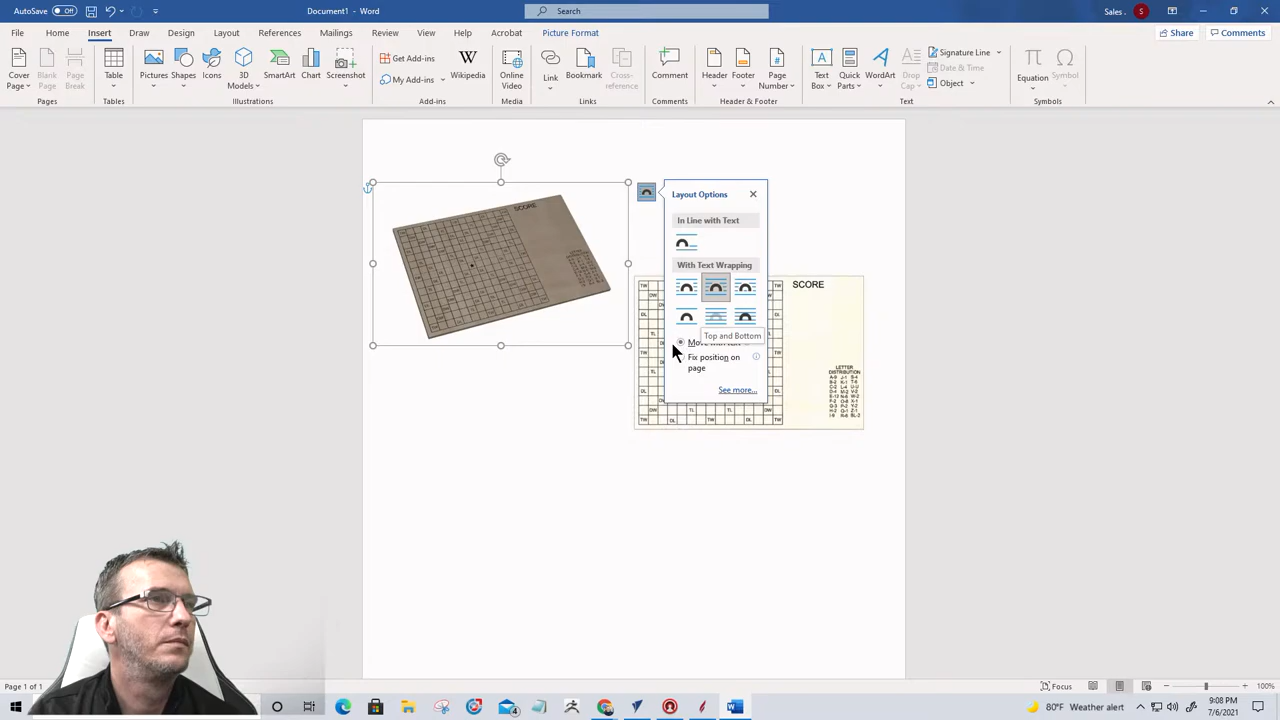 AutoSave Off Document1 - Word Search Sales . S
File Home Insert Draw Design Layout References Mailings Review View Help Acrobat Picture Format Share Comments
Cover Page Blank Page Page Break Table Pictures Shapes Icons 3D Models SmartArt Chart Screenshot Get Add-ins My Add-ins Wikipedia Online Video Link Bookmark Cross-reference Comment Header Footer Page Number Text Box Quick Parts WordArt Drop Cap Signature Line Date & Time Object Equation Symbol
Pages Tables Illustrations Add-ins Media Links Comments Header & Footer Text Symbols
Layout Options
In Line with Text
With Text Wrapping
Top and Bottom
Fix position on page
See more...
SCORE
SCORE
LETTER
DISTRIBUTION
Page 1 of 1 Focus 100%
80°F Weather alert 9:08 PM
7/6/2021